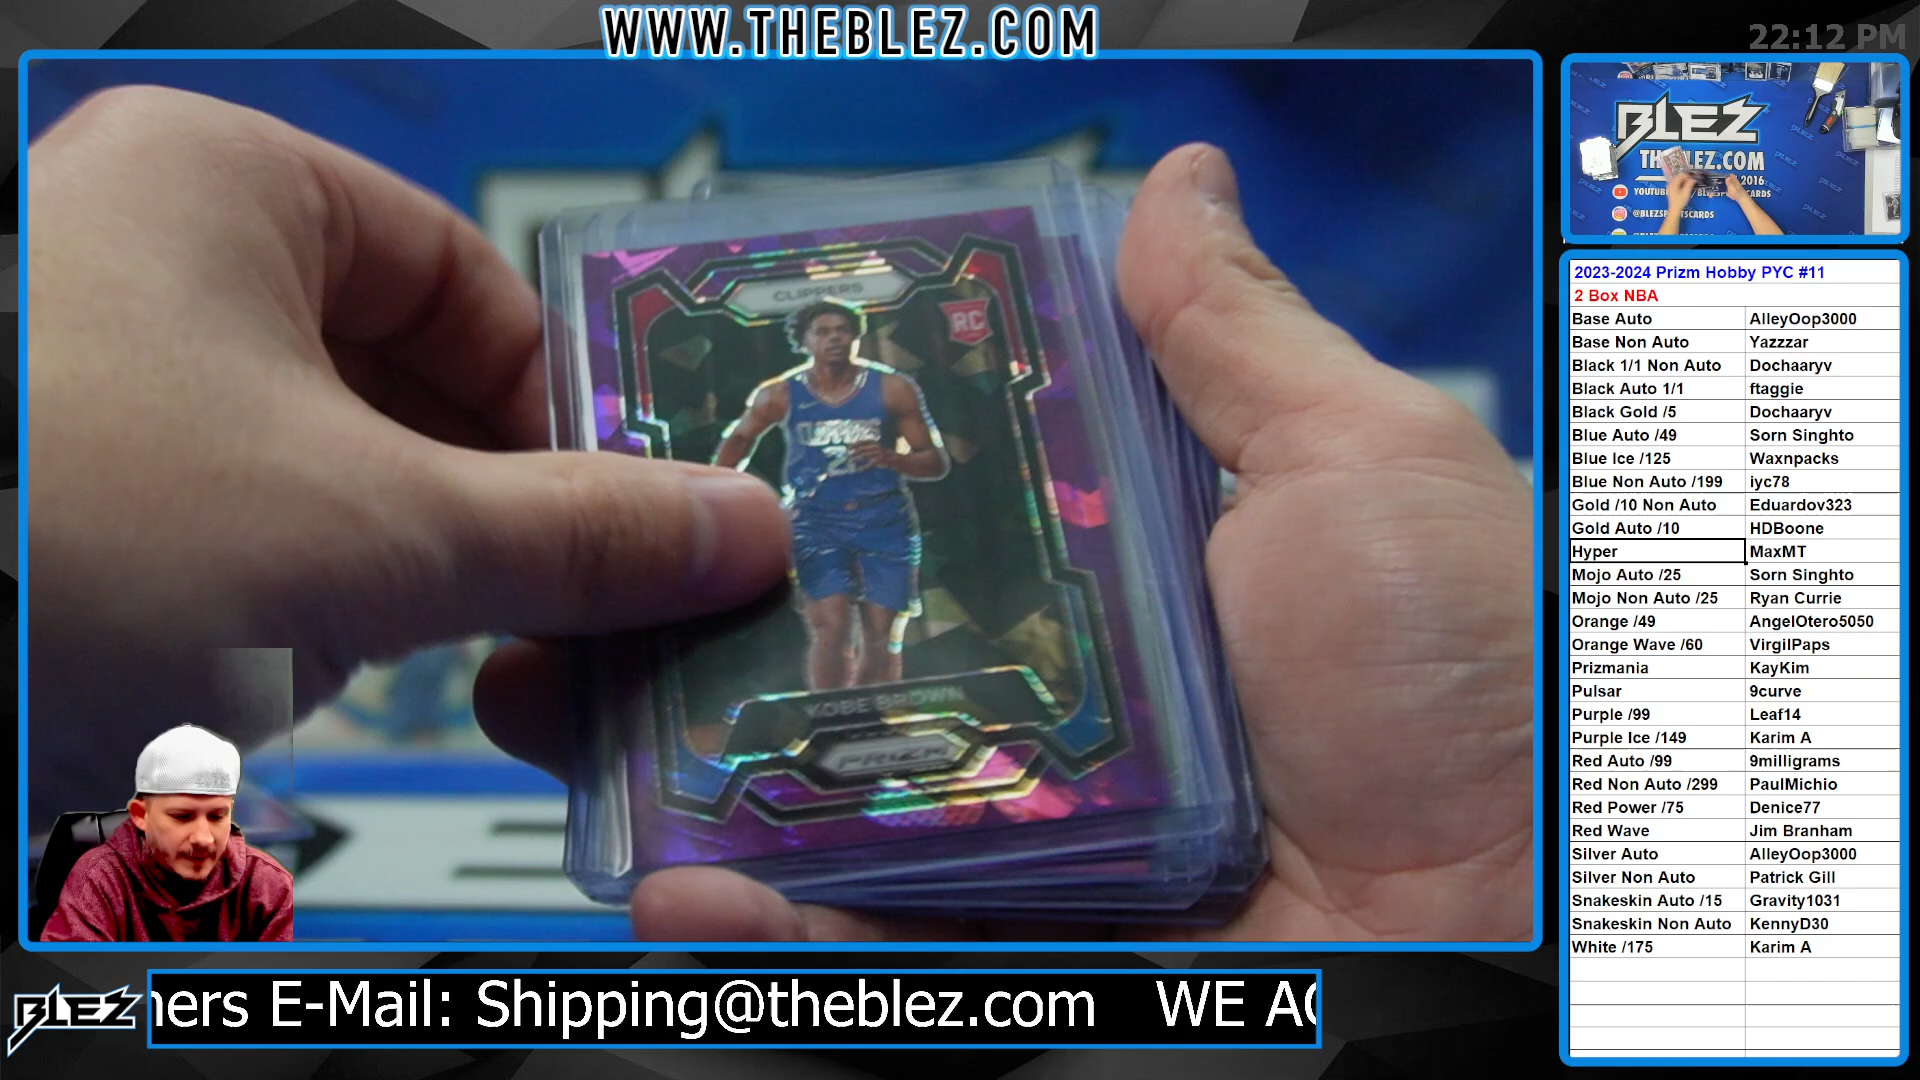 WWW.THEBLEZ.COM
22:12 PM
CLIPPERS
RC
CLIPPERS
KOBE BROWN
PRIZM
BLEZ
THEBLEZ.COM
2016
@BLEZSPORTSCARDS
2023-2024 Prizm Hobby PYC #11
2 Box NBA
Base Auto AlleyOop3000
Base Non Auto Yazzzar
Black 1/1 Non Auto Dochaaryv
Black Auto 1/1 ftaggie
Black Gold /5 Dochaaryv
Blue Auto /49 Sorn Singhto
Blue Ice /125 Waxnpacks
Blue Non Auto /199 iyc78
Gold /10 Non Auto Eduardov323
Gold Auto /10 HDBoone
Hyper MaxMT
Mojo Auto /25 Sorn Singhto
Mojo Non Auto /25 Ryan Currie
Orange /49 AngelOtero5050
Orange Wave /60 VirgilPaps
Prizmania KayKim
Pulsar 9curve
Purple /99 Leaf14
Purple Ice /149 Karim A
Red Auto /99 9milligrams
Red Non Auto /299 PaulMichio
Red Power /75 Denice77
Red Wave Jim Branham
Silver Auto AlleyOop3000
Silver Non Auto Patrick Gill
Snakeskin Auto /15 Gravity1031
Snakeskin Non Auto KennyD30
White /175 Karim A
BLEZ
ners E-Mail: Shipping@theblez.com WE AC